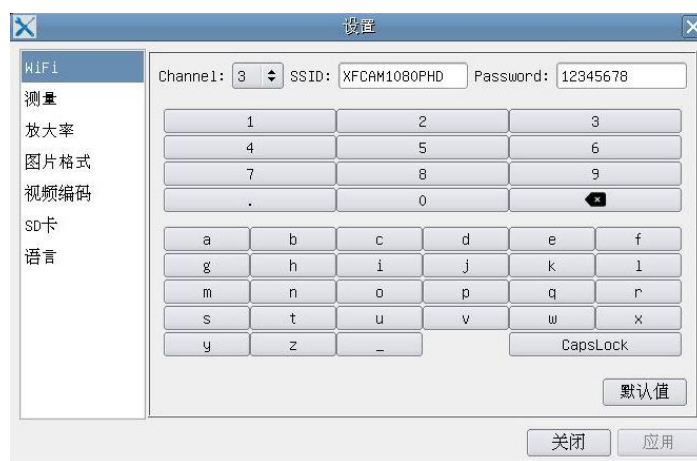 设置
WiFi
测量
放大率
图片格式
视频编码
SD卡
语言
Channel: 3 SSID: XFCAM1080PHD Password: 12345678
1 2 3
4 5 6
7 8 9
. 0
a b c d e f
g h i j k l
m n o p q r
s t u v w x
y z _ CapsLock
默认值
关闭 应用